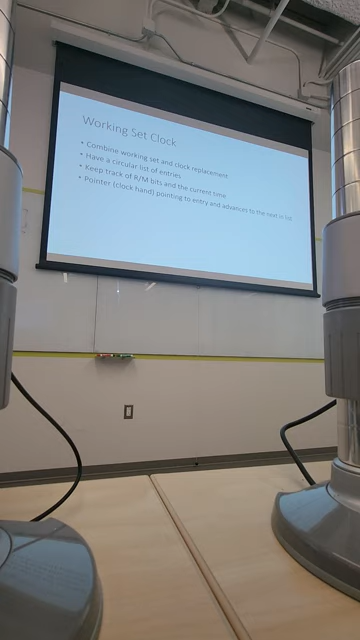 Working Set Clock
• Combine working set and clock replacement
• Have a circular list of entries
• Keep track of R/M bits and the current time
• Pointer (clock hand) pointing to entry and advances to the next in list